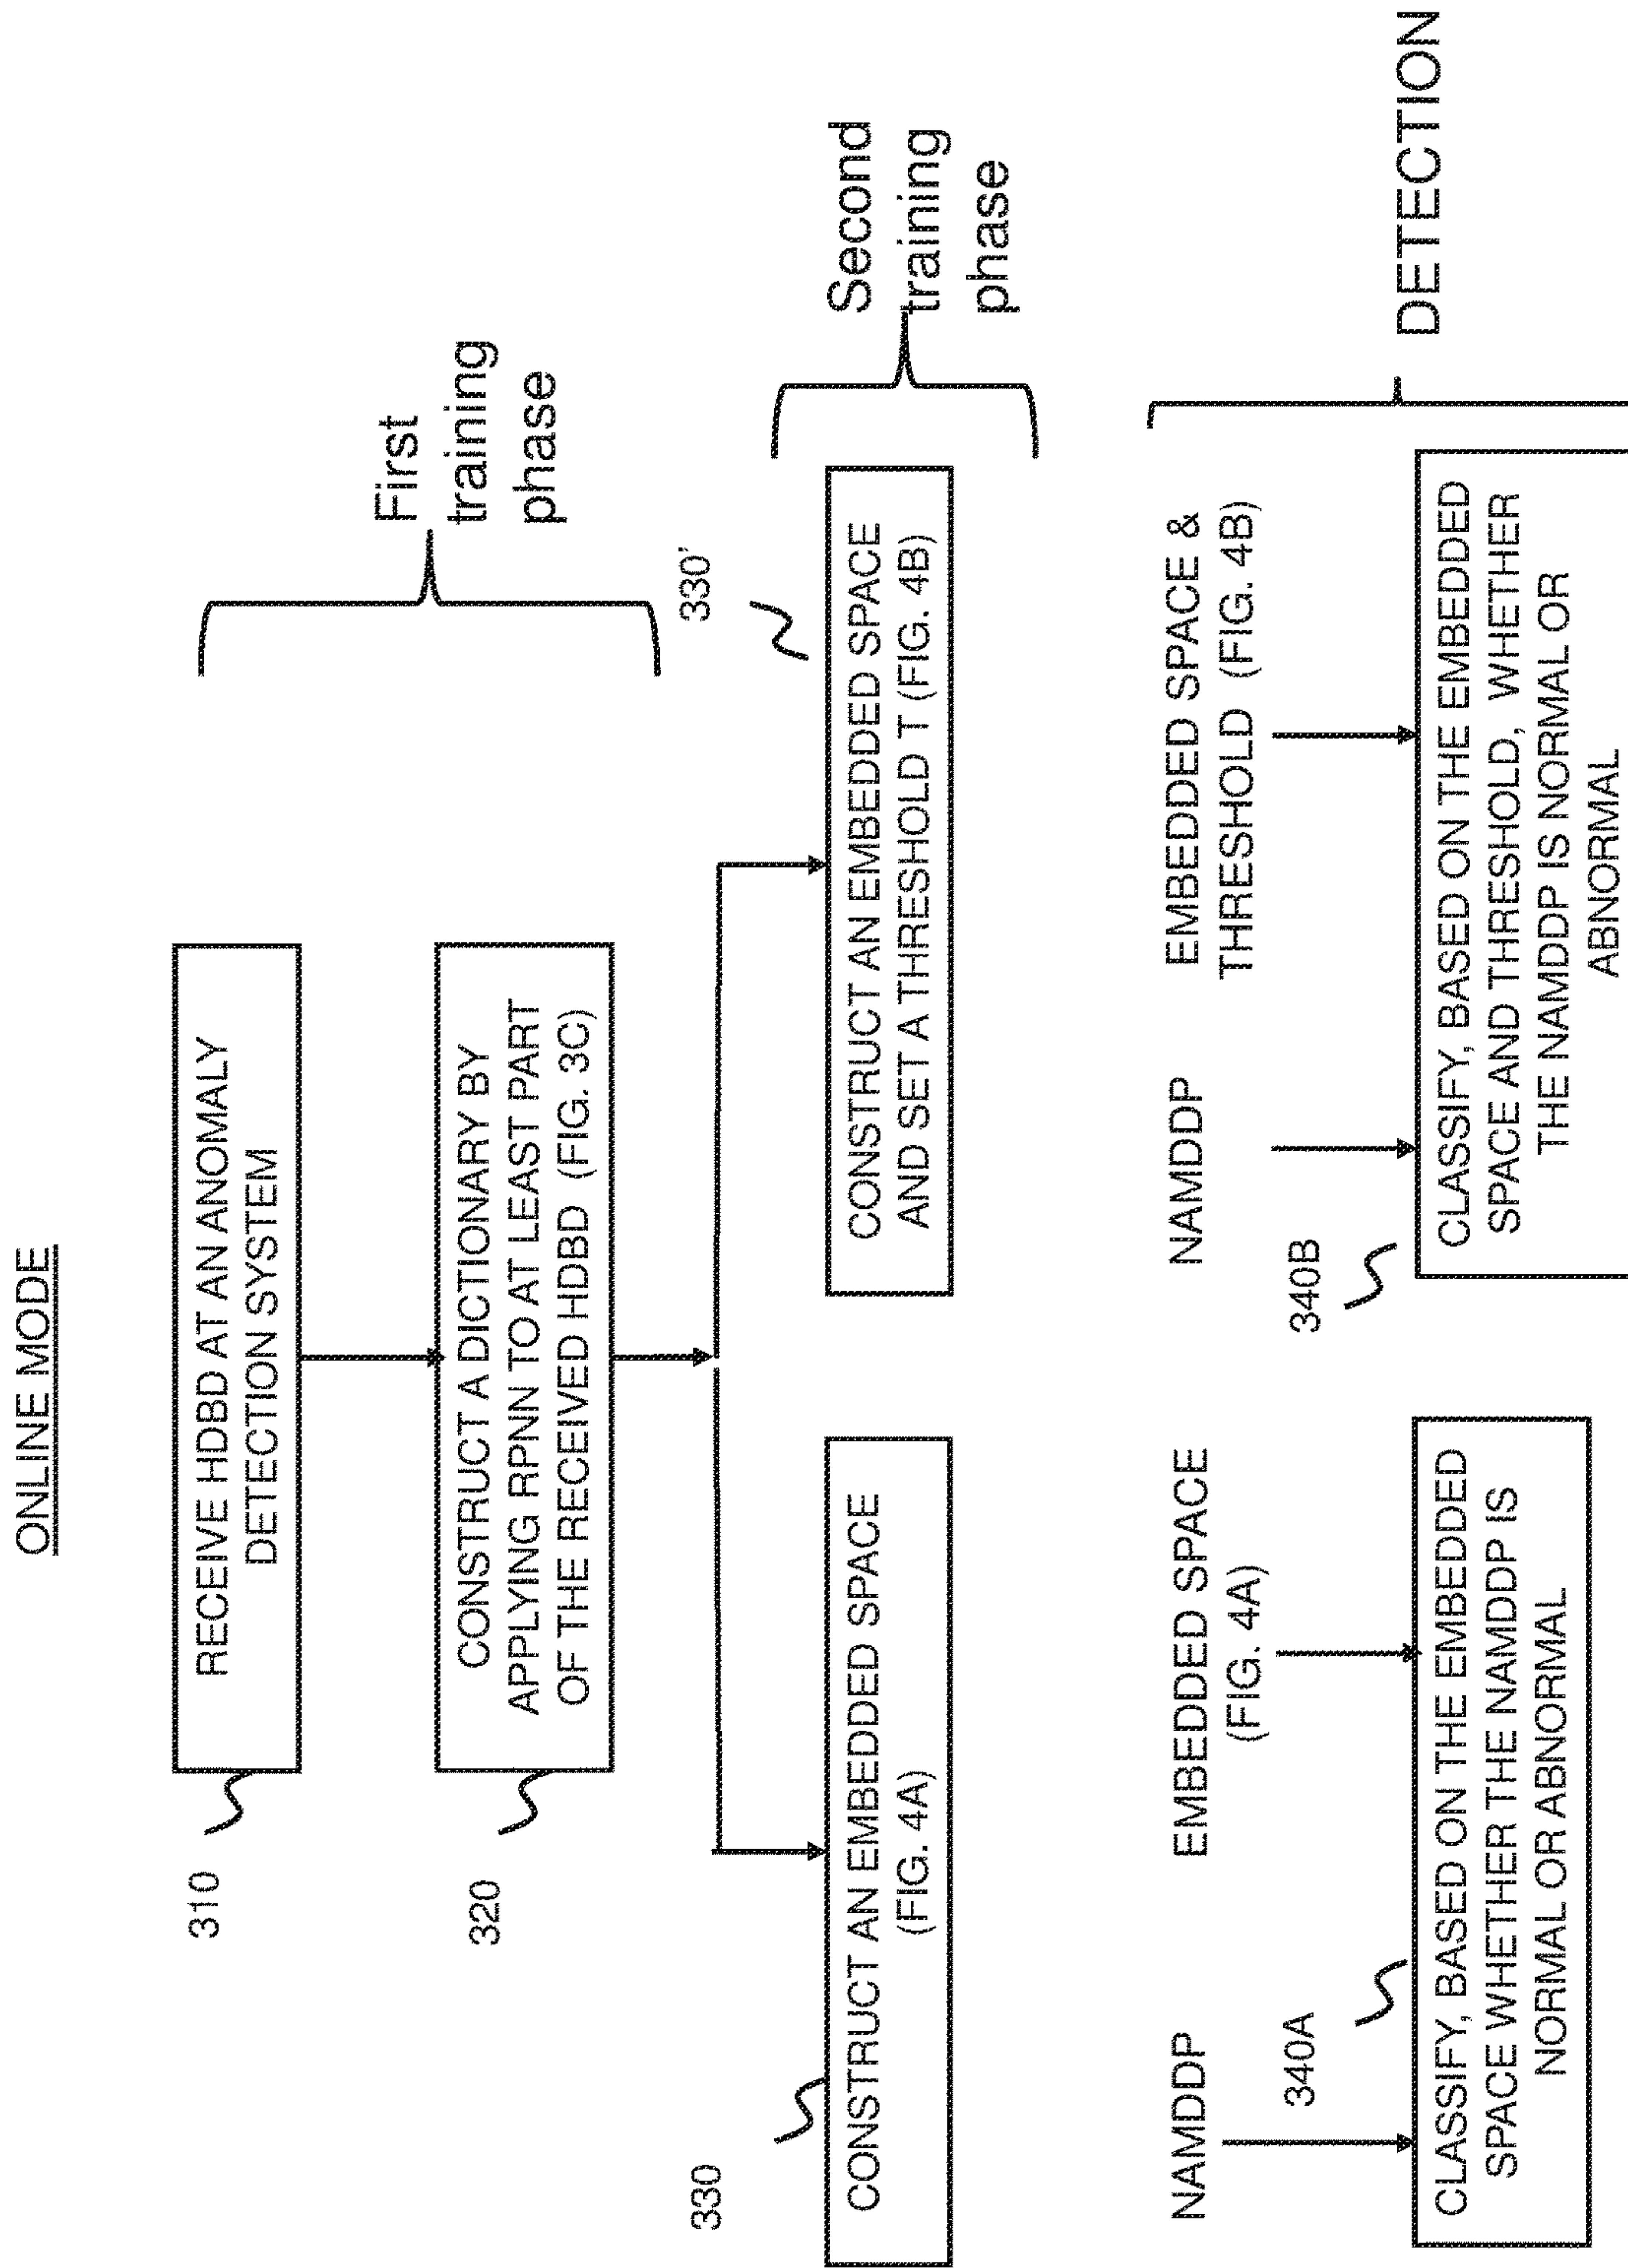 ONLINE MODE
310
RECEIVE HDBD AT AN ANOMALY
DETECTION SYSTEM
320
CONSTRUCT A DICTIONARY BY
APPLYING RPNN TO AT LEAST PART
OF THE RECEIVED HDBD (FIG. 3C)
First
training
phase
330
CONSTRUCT AN EMBEDDED SPACE
(FIG. 4A)
330'
CONSTRUCT AN EMBEDDED SPACE
AND SET A THRESHOLD T (FIG. 4B)
Second
training
phase
NAMDDP
EMBEDDED SPACE
(FIG. 4A)
340A
CLASSIFY, BASED ON THE EMBEDDED
SPACE WHETHER THE NAMDDP IS
NORMAL OR ABNORMAL
NAMDDP
EMBEDDED SPACE &
THRESHOLD (FIG. 4B)
340B
CLASSIFY, BASED ON THE EMBEDDED
SPACE AND THRESHOLD, WHETHER
THE NAMDDP IS NORMAL OR
ABNORMAL
DETECTION